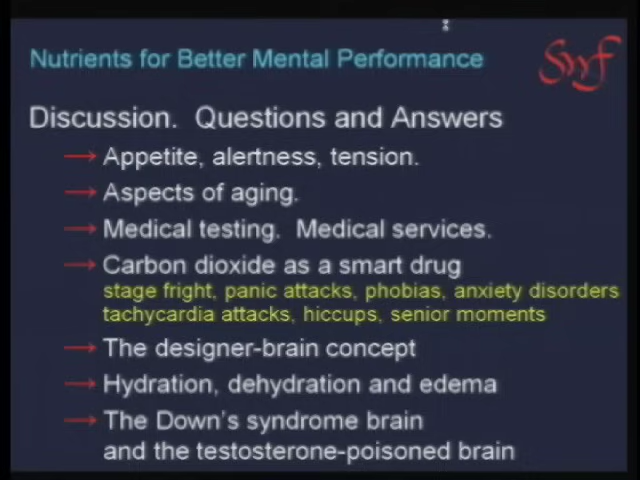 Nutrients for Better Mental Performance
Swf
Discussion. Questions and Answers
Appetite, alertness, tension.
Aspects of aging.
Medical testing. Medical services.
Carbon dioxide as a smart drug
stage fright, panic attacks, phobias, anxiety disorders
tachycardia attacks, hiccups, senior moments
The designer-brain concept
Hydration, dehydration and edema
The Down's syndrome brain
and the testosterone-poisoned brain